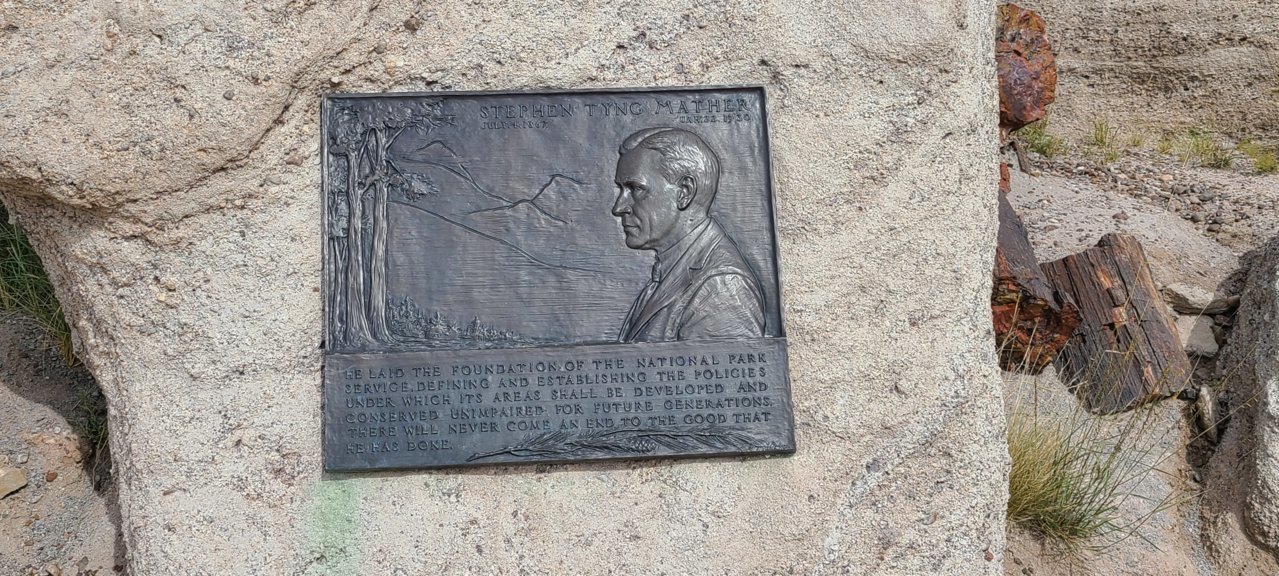 STEPHEN TYNG MATHER
JULY.4.1867 JAN.22.1930
HE LAID THE FOUNDATION OF THE NATIONAL PARK
SERVICE, DEFINING AND ESTABLISHING THE POLICIES
UNDER WHICH ITS AREAS SHALL BE DEVELOPED AND
CONSERVED UNIMPAIRED FOR FUTURE GENERATIONS.
THERE WILL NEVER COME AN END TO THE GOOD THAT
HE HAS DONE.